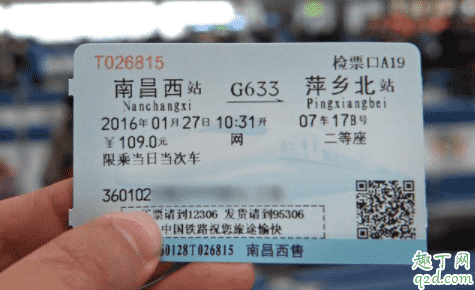 T026815 检票口A19
南昌西站 G633 萍乡北站
Nanchangxi Pingxiangbei
2016年01月27日 10:31开 07车17B号
￥109.0元 网 二等座
限乘当日当次车
360102
票请到12306 发货请到95306
中国铁路祝您旅途愉快
60128T026815 南昌西售
趣丁网
q2d.com